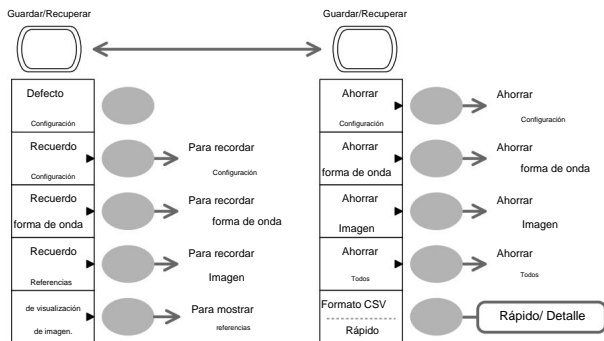 Guardar/Recuperar
Defecto
Configuración
Recuerdo
Configuración
Para recordar
Configuración
Recuerdo
forma de onda
Para recordar
forma de onda
Recuerdo
Referencias
Para recordar
Imagen
de visualización
de imagen.
Para mostrar
referencias
Guardar/Recuperar
Ahorrar
Configuración
Ahorrar
Configuración
Ahorrar
forma de onda
Ahorrar
forma de onda
Ahorrar
Imagen
Ahorrar
Imagen
Ahorrar
Todos
Ahorrar
Todos
Formato CSV
Rápido
Rápido/ Detalle